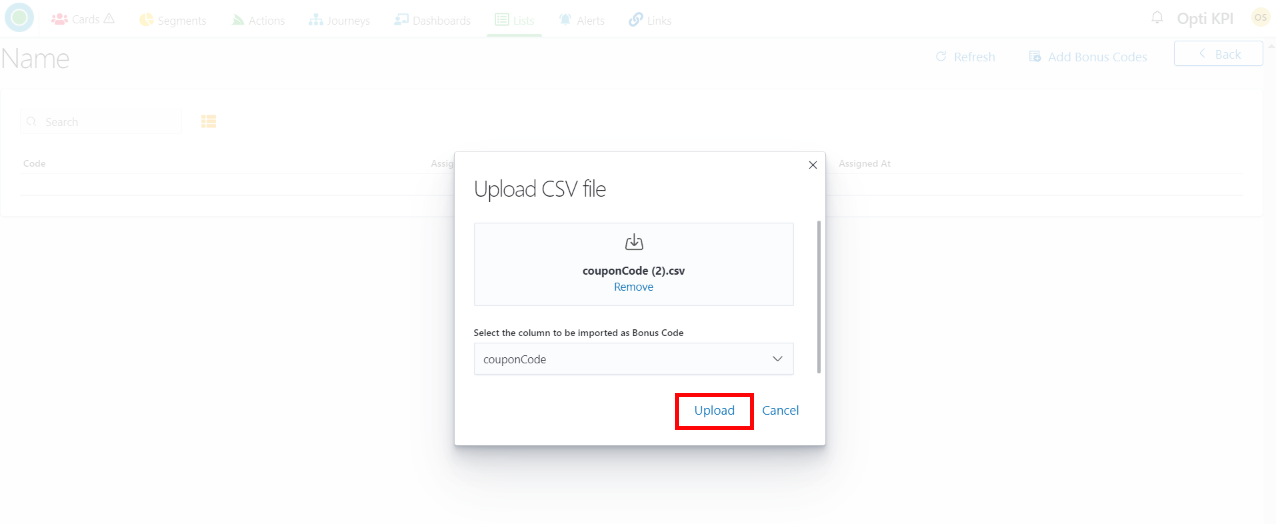 Cards Segments Actions Journeys Dashboards Lists Alerts Links Opti KPI OS
Name Refresh Add Bonus Codes Back
Search
Code Assig Assigned At
Upload CSV file
couponCode (2).csv
Remove
Select the column to be imported as Bonus Code
couponCode
Upload Cancel